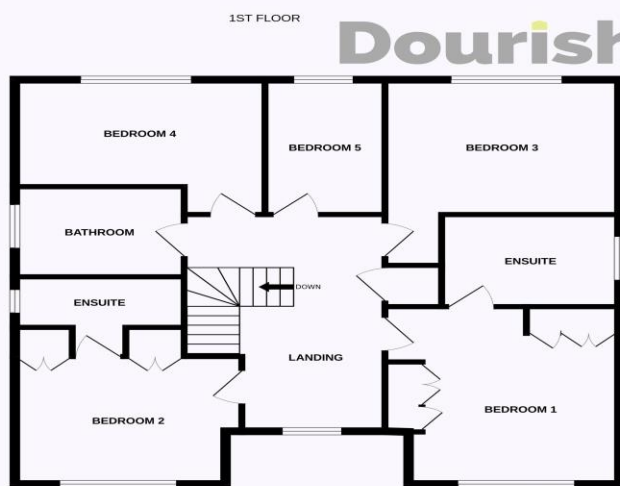 1ST FLOOR
Dourish
BEDROOM 4
BEDROOM 5
BEDROOM 3
BATHROOM
ENSUITE
ENSUITE
DOWN
LANDING
BEDROOM 2
BEDROOM 1